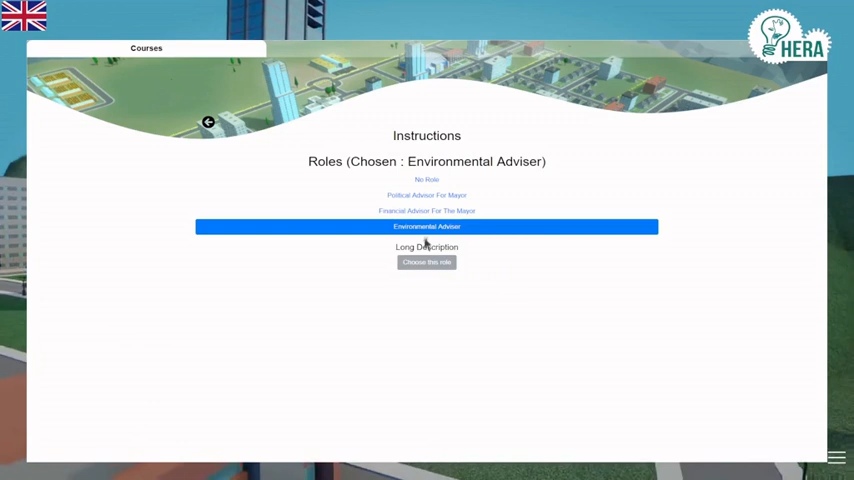 Courses
HERA
Instructions
Roles (Chosen : Environmental Adviser)
No Role
Political Advisor For Mayor
Financial Advisor For The Mayor
Environmental Adviser
Long Description
Choose this role